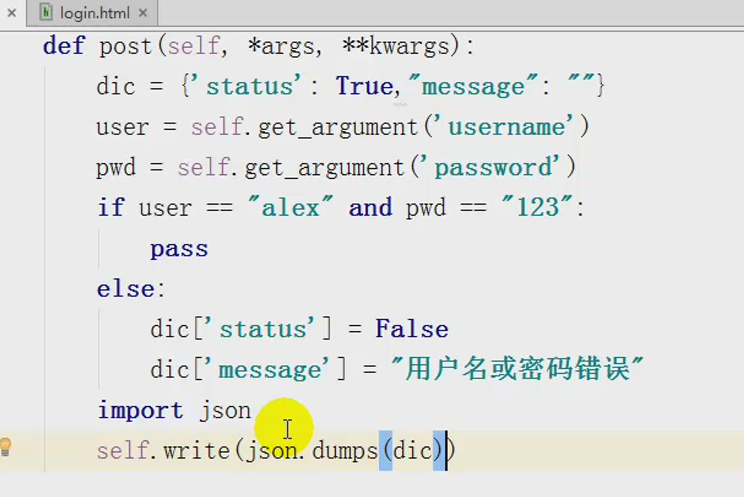 login.html
def post(self, *args, **kwargs):
dic = {'status': True,"message": ""}
user = self.get_argument('username')
pwd = self.get_argument('password')
if user == "alex" and pwd == "123":
pass
else:
dic['status'] = False
dic['message'] = "用户名或密码错误"
import json
self.write(json.dumps(dic))